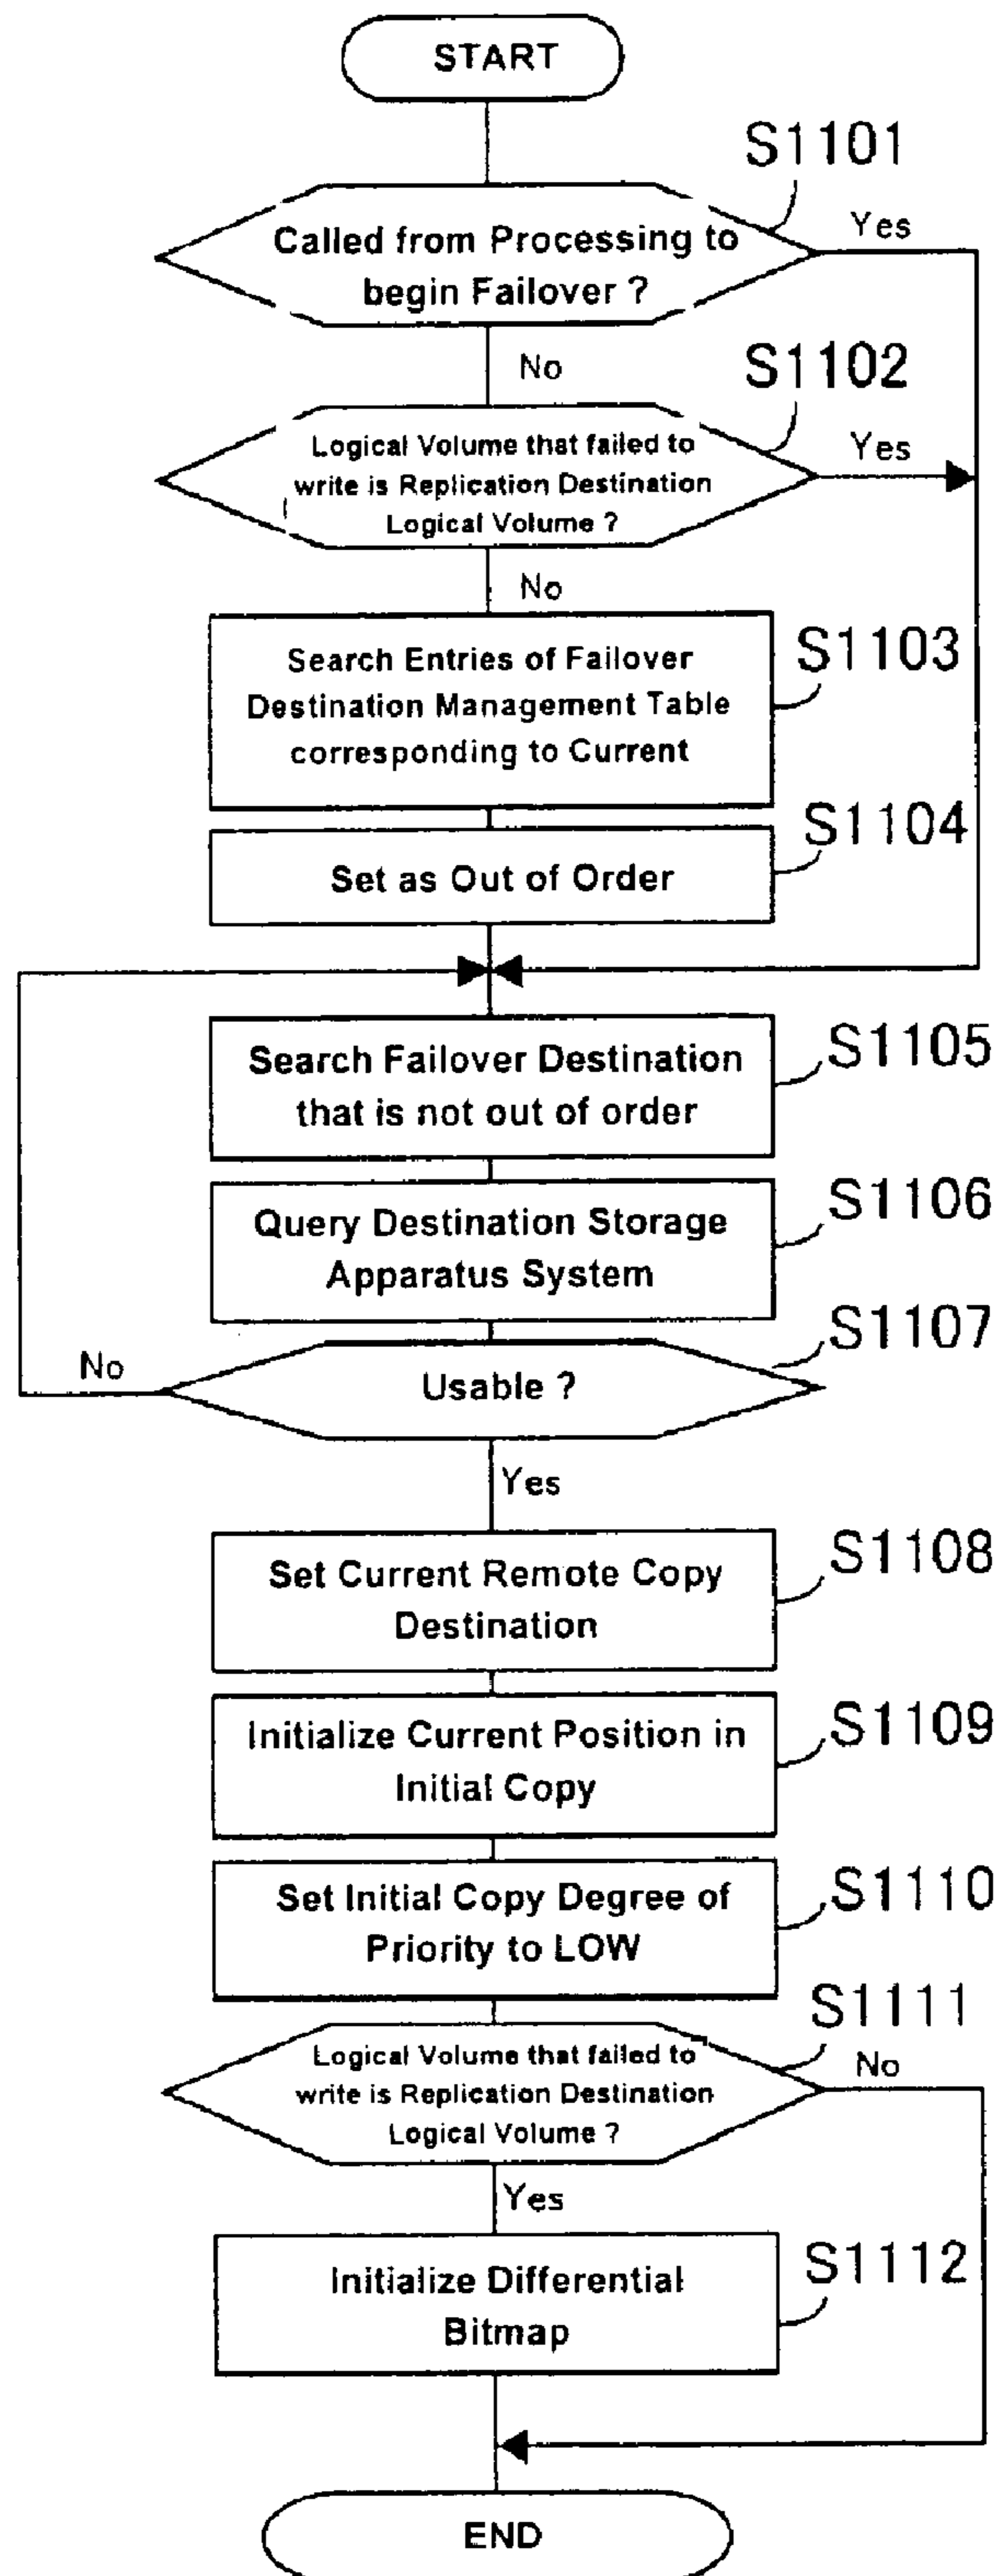 START
S1101
Called from Processing to
begin Failover ?
Yes
No
S1102
Logical Volume that failed to
write is Replication Destination
Logical Volume ?
Yes
No
S1103
Search Entries of Failover
Destination Management Table
corresponding to Current
S1104
Set as Out of Order
S1105
Search Failover Destination
that is not out of order
S1106
Query Destination Storage
Apparatus System
S1107
Usable ?
No
Yes
S1108
Set Current Remote Copy
Destination
S1109
Initialize Current Position in
Initial Copy
S1110
Set Initial Copy Degree of
Priority to LOW
S1111
Logical Volume that failed to
write is Replication Destination
Logical Volume ?
No
Yes
S1112
Initialize Differential
Bitmap
END